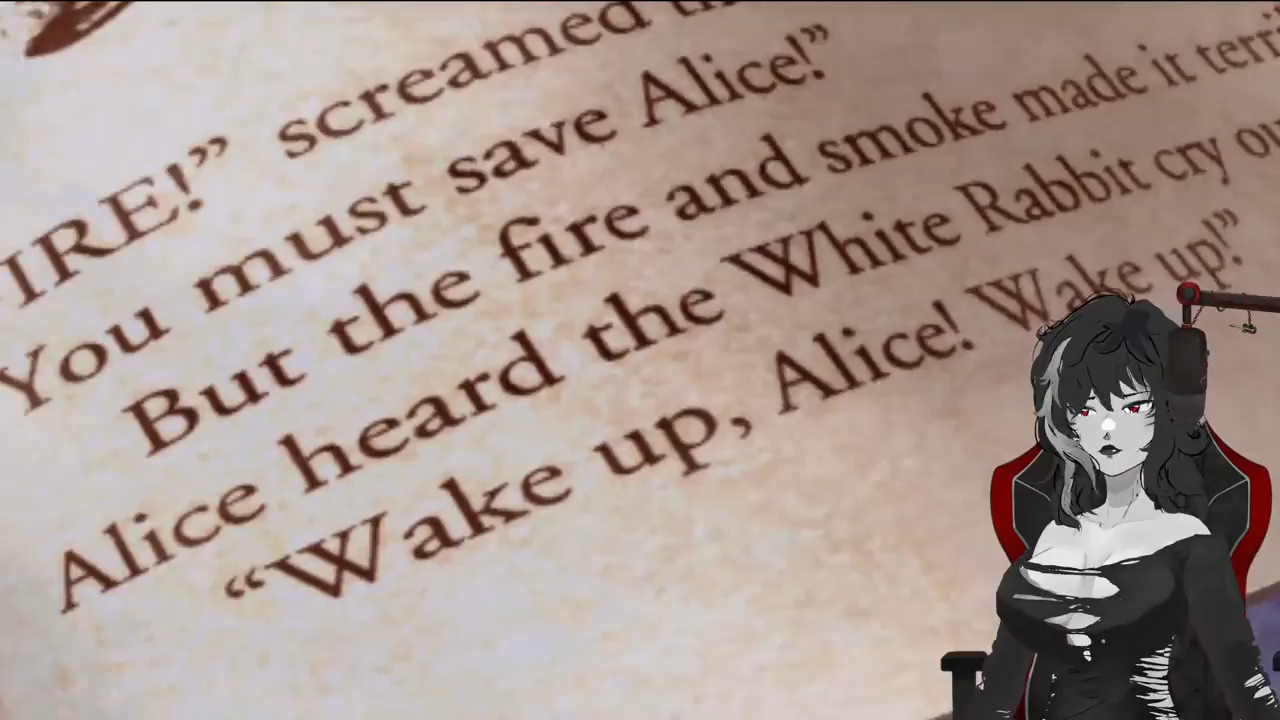 IRE!” screamed
You must save Alice!”
But the fire and smoke made it
Alice heard the White Rabbit cry
“Wake up, Alice! Wake up!”